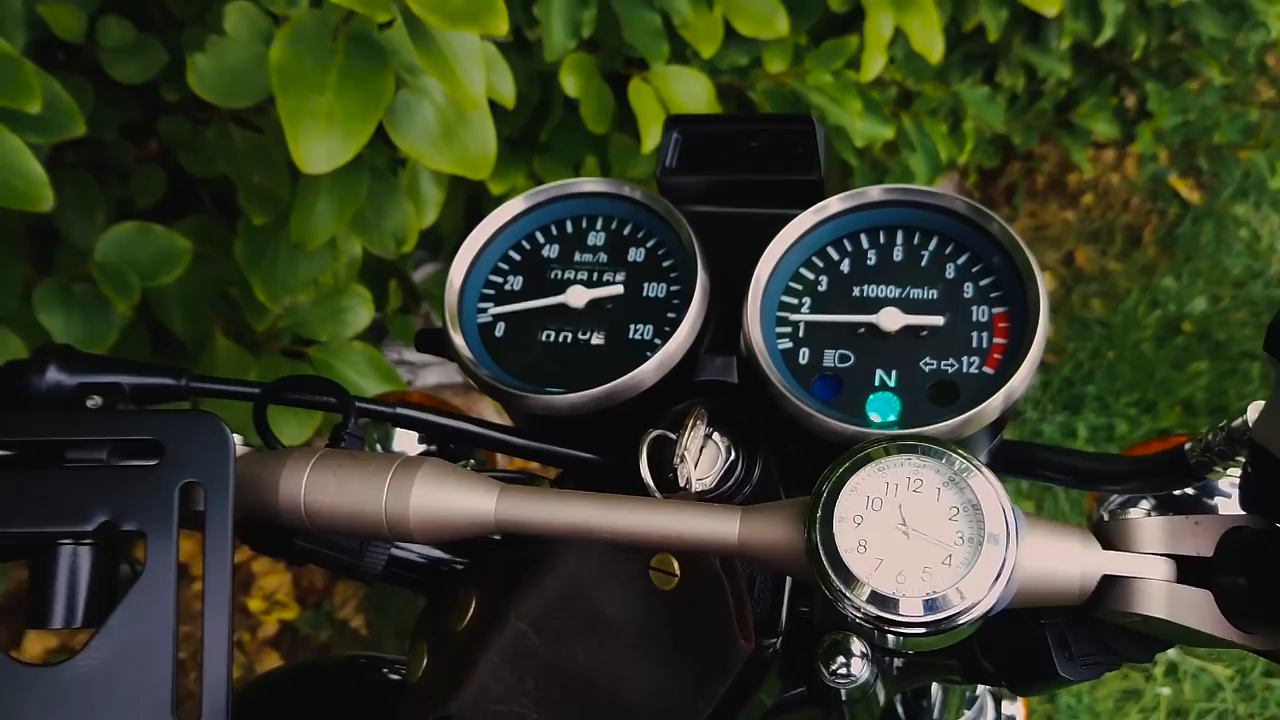 0 20 40 60 80 100 120
km/h
0 1 2 3 4 5 6 7 8 9 10 11 12
x1000r/min
N
12 1 2 3 4 5 6 7 8 9 10 11